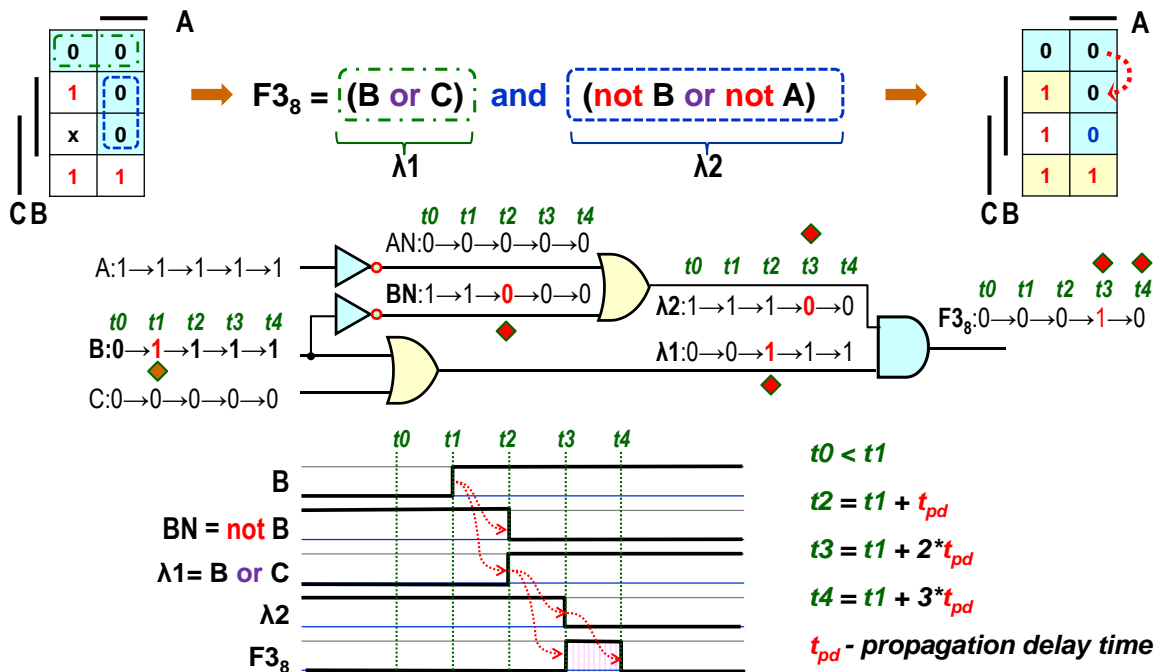 A
0 0
1 0
x 0
1 1
C B
F3₈ = (B or C) and (not B or not A)
λ1 λ2
A
0 0
1 0
1 0
1 1
C B
t0 t1 t2 t3 t4
AN:0→0→0→0→0
A:1→1→1→1→1
BN:1→1→0→0→0
t0 t1 t2 t3 t4
B:0→1→1→1→1
C:0→0→0→0→0
t0 t1 t2 t3 t4
λ2:1→1→1→0→0
λ1:0→0→1→1→1
t0 t1 t2 t3 t4
F3₈:0→0→0→1→0
t0 t1 t2 t3 t4
B
BN = not B
λ1= B or C
λ2
F3₈
t0 < t1
t2 = t1 + tpd
t3 = t1 + 2*tpd
t4 = t1 + 3*tpd
tpd - propagation delay time